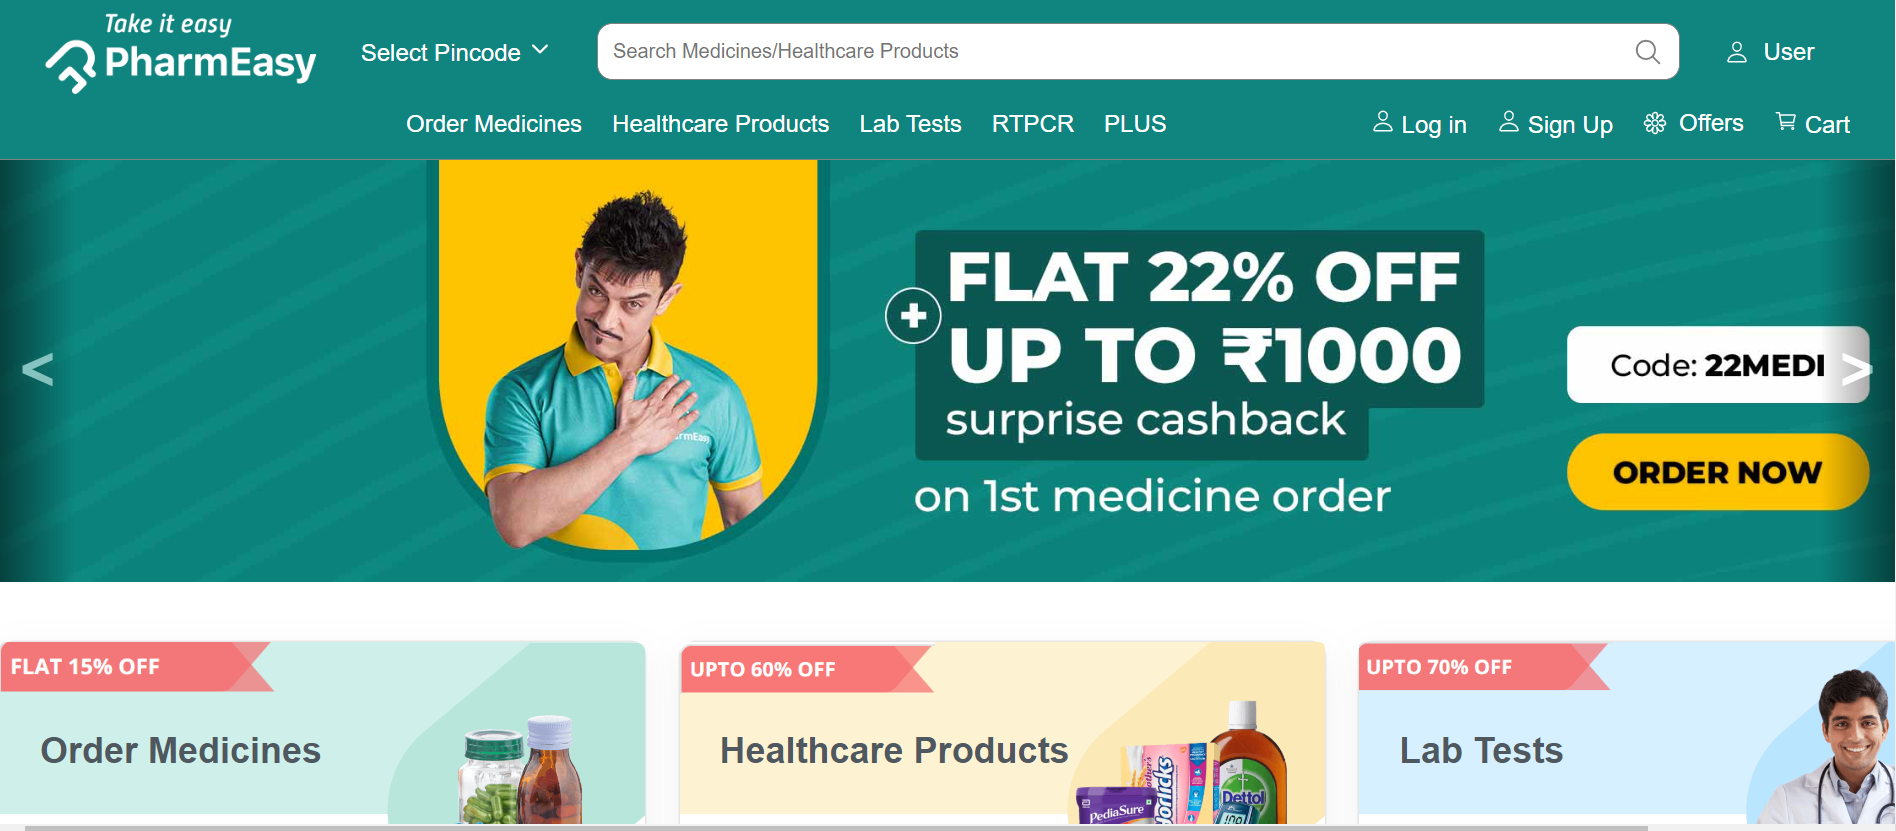 Take it easy
PharmEasy
Select Pincode
Search Medicines/Healthcare Products
User
Order Medicines
Healthcare Products
Lab Tests
RTPCR
PLUS
Log in
Sign Up
Offers
Cart
FLAT 22% OFF
UP TO ₹1000
surprise cashback
on 1st medicine order
<
Code: 22MEDI
>
ORDER NOW
FLAT 15% OFF
Order Medicines
UPTO 60% OFF
Healthcare Products
PediaSure
Horlicks
Dettol
UPTO 70% OFF
Lab Tests